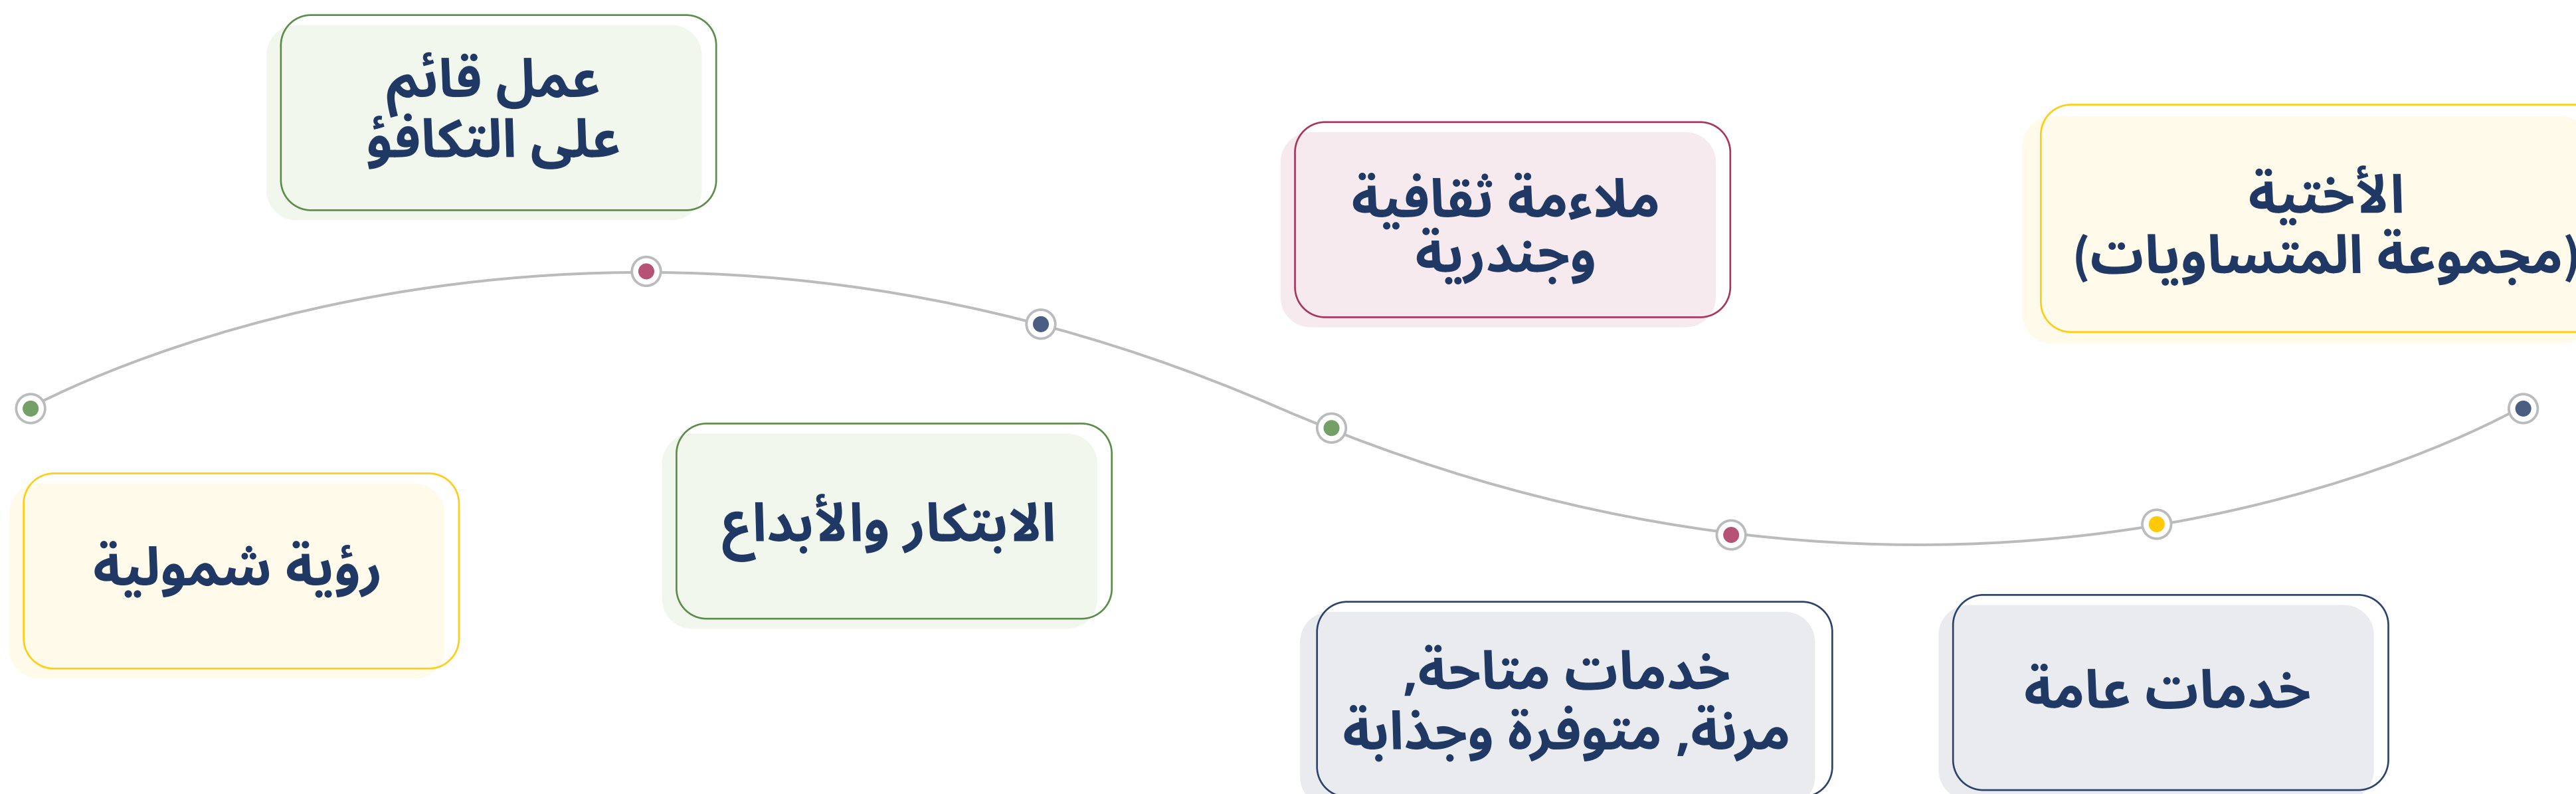 الأختية
(مجموعة المتساويات)
خدمات عامة
ملاءمة ثقافية
وجندرية
خدمات متاحة,
مرنة, متوفرة وجذابة
الابتكار والأبداع
عمل قائم
على التكافؤ
رؤية شمولية